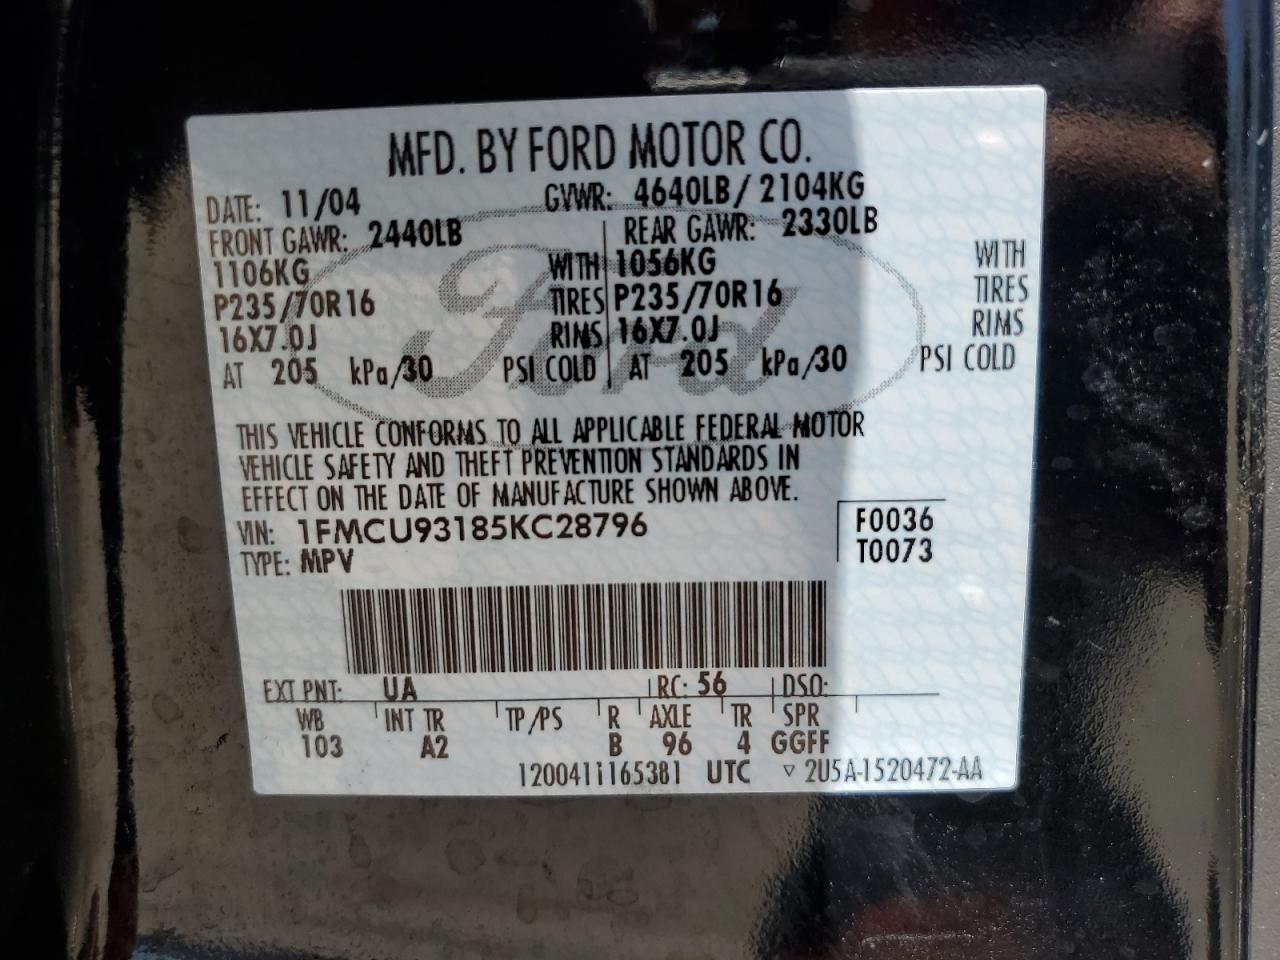 MFD. BY FORD MOTOR CO.
DATE: 11/04 GVWR: 4640LB/ 2104KG
FRONT GAWR: 2440LB REAR GAWR: 2330LB
1106KG WITH 1056KG WITH
P235/70R16 TIRES P235/70R16 TIRES
16X7.0J RIMS 16X7.0J RIMS
AT 205 kPa/30 PSI COLD AT 205 kPa/30 PSI COLD
Ford
THIS VEHICLE CONFORMS TO ALL APPLICABLE FEDERAL MOTOR
VEHICLE SAFETY AND THEFT PREVENTION STANDARDS IN
EFFECT ON THE DATE OF MANUFACTURE SHOWN ABOVE.
VIN: 1FMCU93185KC28796 F0036
TYPE: MPV T0073
EXT PNT: UA RC: 56 DSO:
WB INT TR TP/PS R AXLE TR SPR
103 A2 B 96 4 GGFF
1200411165381 UTC ▽ 2U5A-1520472-AA